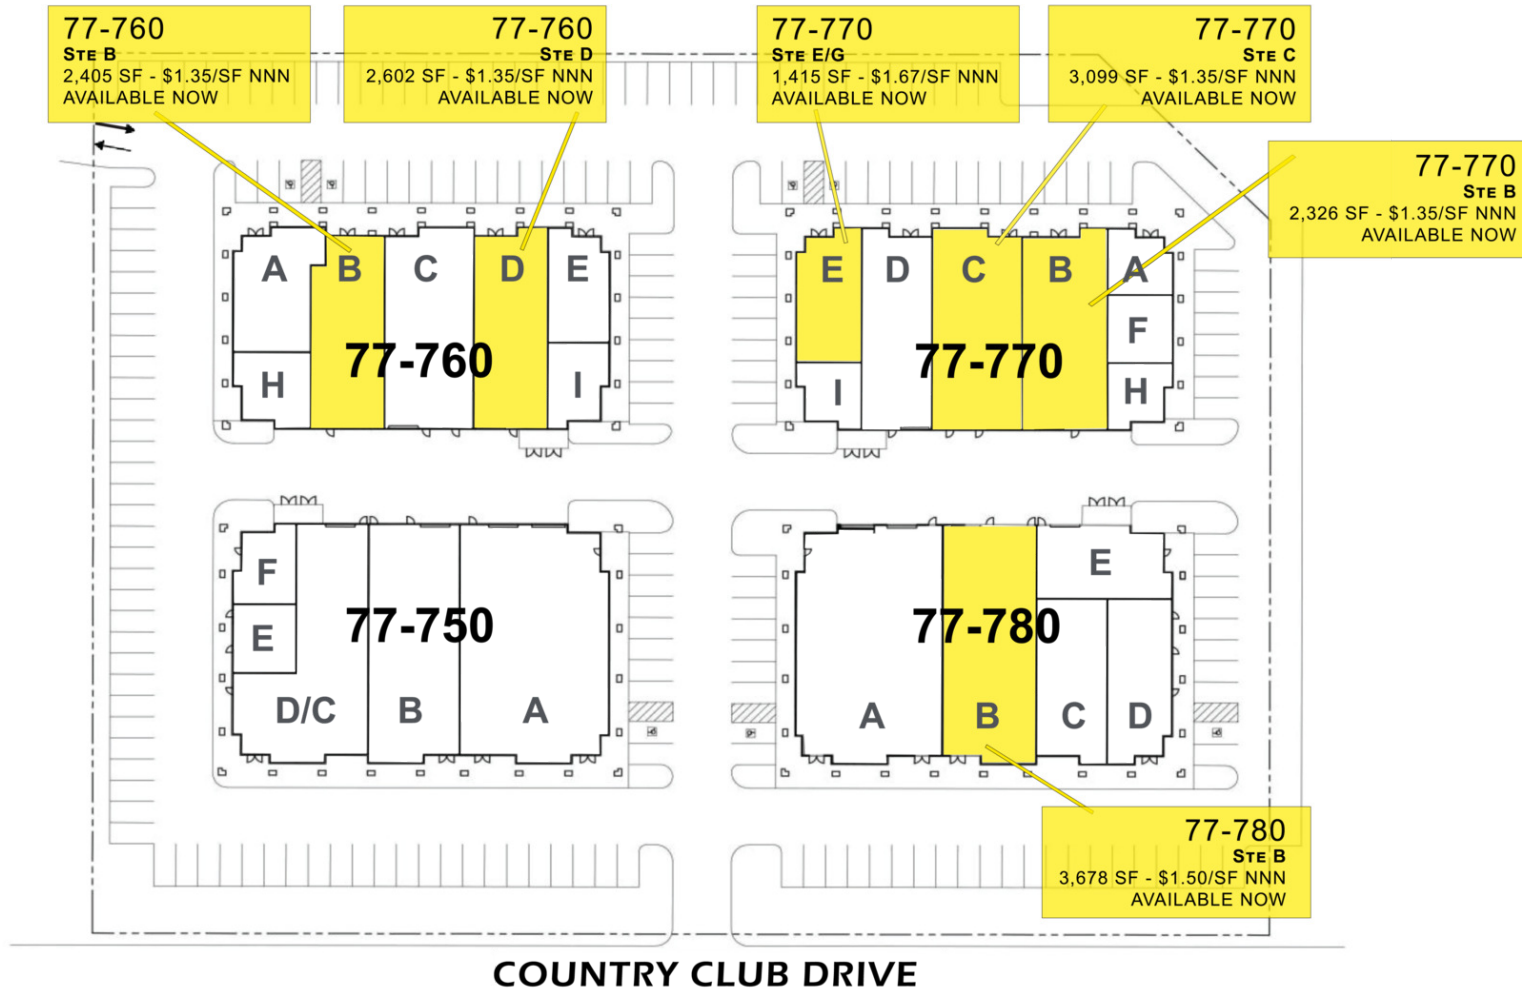 77-760
STE B
2,405 SF - $1.35/SF NNN
AVAILABLE NOW
77-760
STE D
2,602 SF - $1.35/SF NNN
AVAILABLE NOW
77-770
STE E/G
1,415 SF - $1.67/SF NNN
AVAILABLE NOW
77-770
STE C
3,099 SF - $1.35/SF NNN
AVAILABLE NOW
77-770
STE B
2,326 SF - $1.35/SF NNN
AVAILABLE NOW
A
B
C
D
E
H
I
77-760
E
D
C
B
A
F
I
H
77-770
F
E
D/C
B
A
77-750
E
A
B
C
D
77-780
77-780
STE B
3,678 SF - $1.50/SF NNN
AVAILABLE NOW
COUNTRY CLUB DRIVE